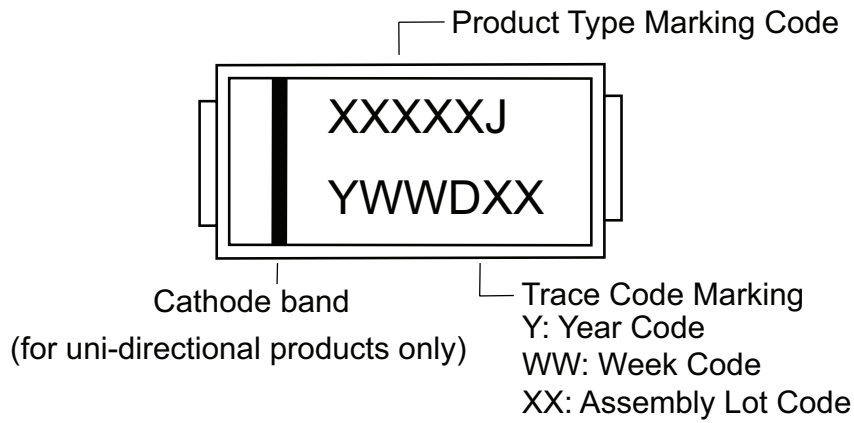 Product Type Marking Code
XXXXXJ
YWWDXX
Cathode band
(for uni-directional products only)
Trace Code Marking
Y: Year Code
WW: Week Code
XX: Assembly Lot Code